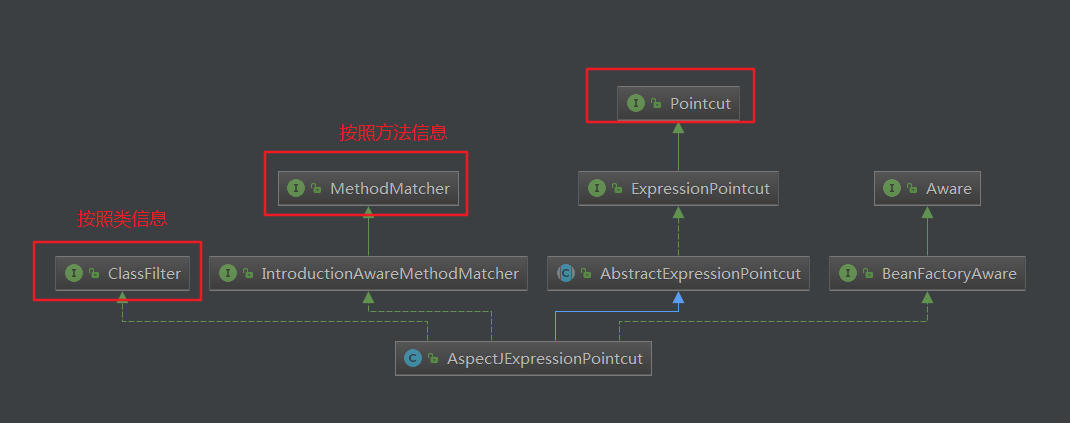 I Pointcut
按照方法信息
I MethodMatcher
I ExpressionPointcut
I Aware
按照类信息
I ClassFilter
I IntroductionAwareMethodMatcher
C AbstractExpressionPointcut
I BeanFactoryAware
C AspectJExpressionPointcut